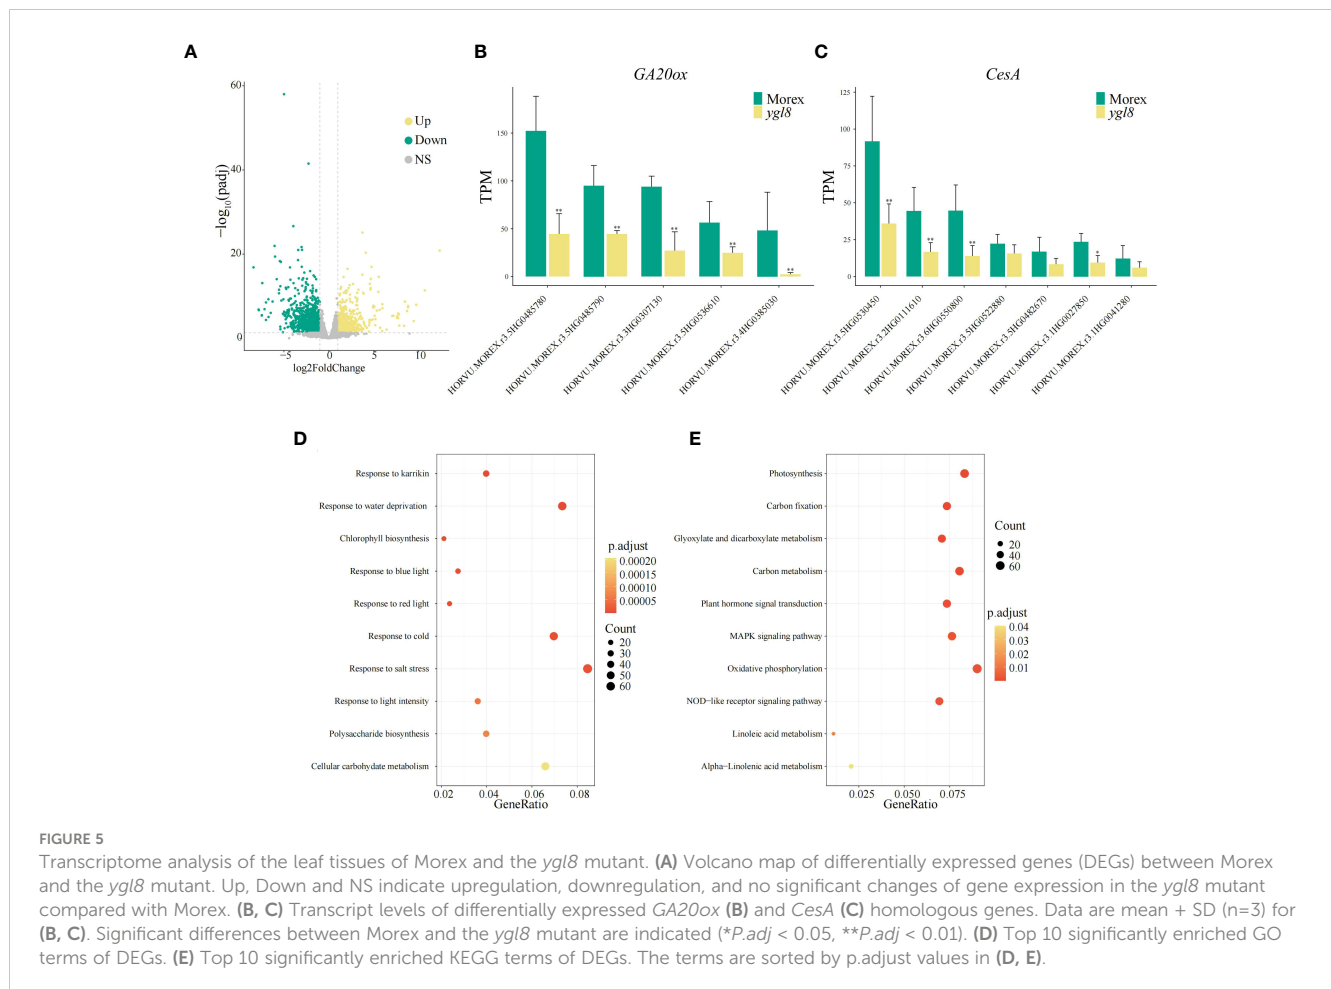 A
60
40
20
0
−log10(padj)
−5
0
5
10
log2FoldChange
Up
Down
NS
B
GA20ox
Morex
ygl8
TPM
150
100
50
0
**
**
**
**
**
HORVU.MOREX.r3.5HG0485780
HORVU.MOREX.r3.5HG0485790
HORVU.MOREX.r3.3HG0307130
HORVU.MOREX.r3.5HG0536610
HORVU.MOREX.r3.4HG0385030
C
CesA
Morex
ygl8
TPM
125
100
75
50
25
0
**
**
**
*
HORVU.MOREX.r3.5HG0530450
HORVU.MOREX.r3.2HG0111610
HORVU.MOREX.r3.6HG0550800
HORVU.MOREX.r3.5HG0522880
HORVU.MOREX.r3.5HG0482670
HORVU.MOREX.r3.1HG0027850
HORVU.MOREX.r3.1HG0041280
D
Response to karrikin
Response to water deprivation
Chlorophyll biosynthesis
Response to blue light
Response to red light
Response to cold
Response to salt stress
Response to light intensity
Polysaccharide biosynthesis
Cellular carbohydate metabolism
0.02
0.04
0.06
0.08
GeneRatio
p.adjust
0.00020
0.00015
0.00010
0.00005
Count
20
30
40
50
60
E
Photosynthesis
Carbon fixation
Glyoxylate and dicarboxylate metabolism
Carbon metabolism
Plant hormone signal transduction
MAPK signaling pathway
Oxidative phosphorylation
NOD−like receptor signaling pathway
Linoleic acid metabolism
Alpha−Linolenic acid metabolism
0.025
0.050
0.075
GeneRatio
Count
20
40
60
p.adjust
0.04
0.03
0.02
0.01
FIGURE 5
Transcriptome analysis of the leaf tissues of Morex and the ygl8 mutant. (A) Volcano map of differentially expressed genes (DEGs) between Morex
and the ygl8 mutant. Up, Down and NS indicate upregulation, downregulation, and no significant changes of gene expression in the ygl8 mutant
compared with Morex. (B, C) Transcript levels of differentially expressed GA20ox (B) and CesA (C) homologous genes. Data are mean + SD (n=3) for
(B, C). Significant differences between Morex and the ygl8 mutant are indicated (*P.adj < 0.05, **P.adj < 0.01). (D) Top 10 significantly enriched GO
terms of DEGs. (E) Top 10 significantly enriched KEGG terms of DEGs. The terms are sorted by p.adjust values in (D, E).